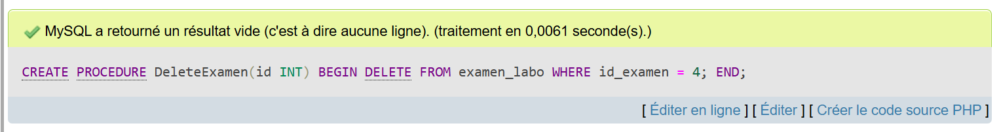 MySQL a retourné un résultat vide (c'est à dire aucune ligne). (traitement en 0,0061 seconde(s).)
CREATE PROCEDURE DeleteExamen(id INT) BEGIN DELETE FROM examen_labo WHERE id_examen = 4; END;
[ Éditer en ligne ] [ Éditer ] [ Créer le code source PHP ]